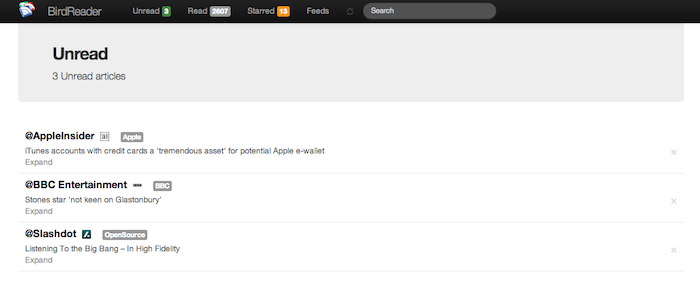 BirdReader Unread 3 Read 2607 Starred 13 Feeds Search
Unread
3 Unread articles
@AppleInsider ai Apple
iTunes accounts with credit cards a 'tremendous asset' for potential Apple e-wallet
Expand
@BBC Entertainment BBC
Stones star 'not keen on Glastonbury'
Expand
@Slashdot OpenSource
Listening To the Big Bang – In High Fidelity
Expand